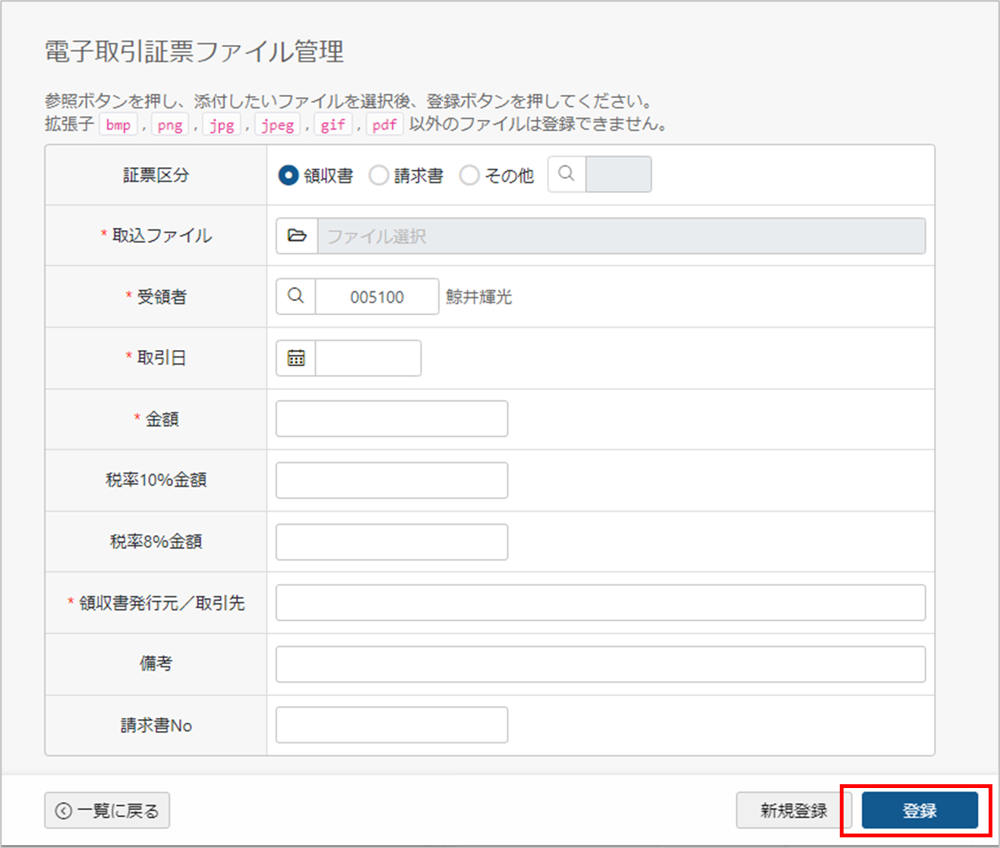 電子取引証票ファイル管理
参照ボタンを押し、添付したいファイルを選択後、登録ボタンを押してください。
拡張子 bmp , png , jpg , jpeg , gif , pdf 以外のファイルは登録できません。
証票区分 領収書 請求書 その他
* 取込ファイル ファイル選択
* 受領者 005100 鯨井輝光
* 取引日
* 金額
税率10%金額
税率8%金額
* 領収書発行元／取引先
備考
請求書No
一覧に戻る 新規登録 登録